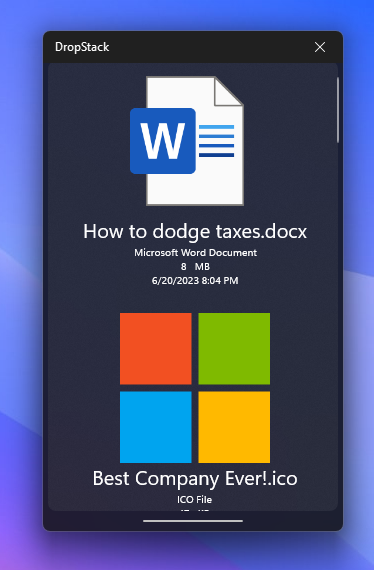 DropStack
W
How to dodge taxes.docx
Microsoft Word Document
8 MB
6/20/2023 8:04 PM
Best Company Ever!.ico
ICO File